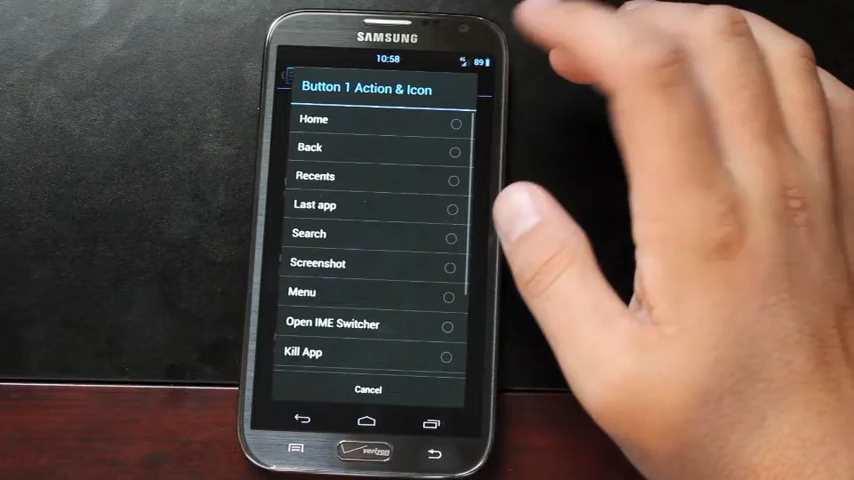 SAMSUNG
10:58
4G
89
Button 1 Action & Icon
Home
Back
Recents
Last app
Search
Screenshot
Menu
Open IME Switcher
Kill App
Cancel
verizon